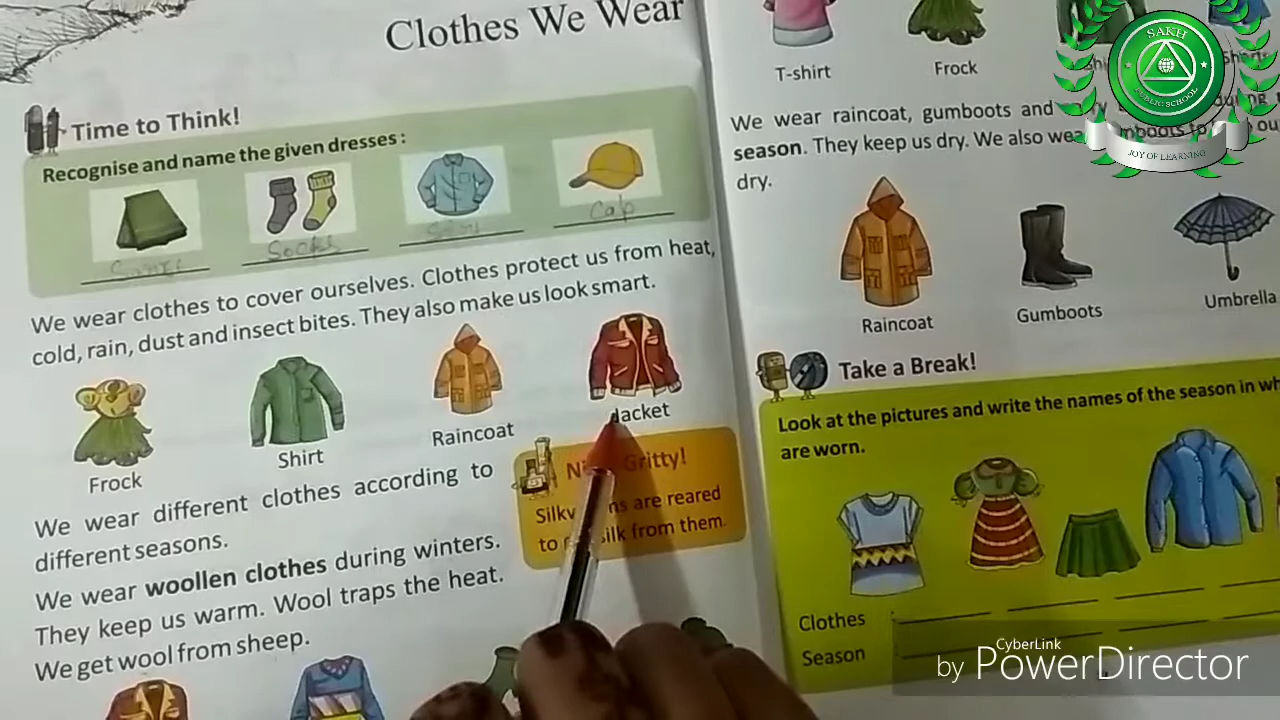 Clothes We Wear
Time to Think!
Recognise and name the given dresses :
Socks
Cap
We wear clothes to cover ourselves. Clothes protect us from heat,
cold, rain, dust and insect bites. They also make us look smart.
Frock
Shirt
Raincoat
Jacket
We wear different clothes according to
different seasons.
We wear woollen clothes during winters.
They keep us warm. Wool traps the heat.
We get wool from sheep.
Gritty!
are reared
to silk from them.
T-shirt
Frock
We wear raincoat, gumboots and
season. They keep us dry. We also
dry.
Raincoat
Gumboots
Umbrella
Take a Break!
Look at the pictures and write the names of the season in
are worn.
Clothes
Season
SAKH
PUBLIC SCHOOL
JOY OF LEARNING
CyberLink
by PowerDirector